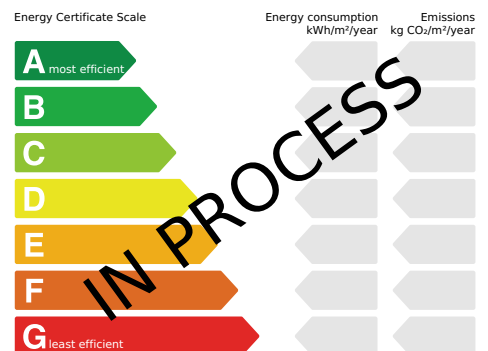 Energy Certificate Scale
Energy consumption
kWh/m²/year
Emissions
kg CO₂/m²/year
A most efficient
B
C
D
E
F
G least efficient
IN PROCESS